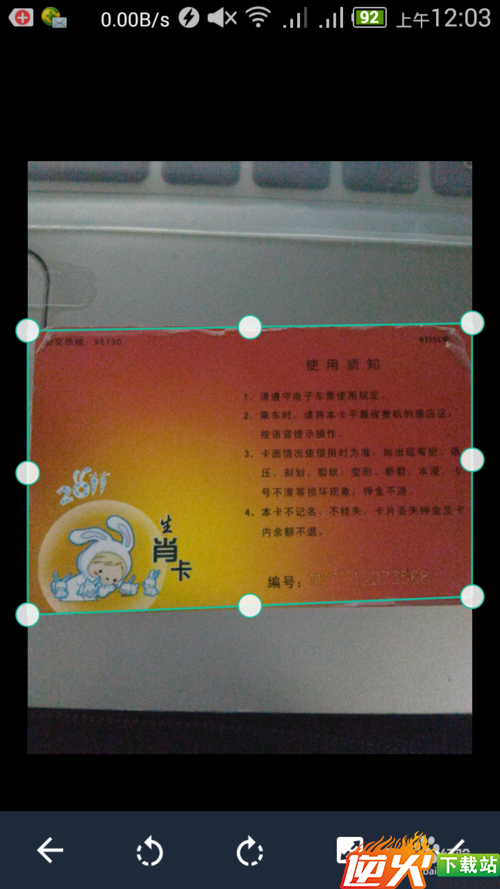 0.00B/s
92
上午12:03
使用须知
1、请遵守电子车票使用规定。
2、乘车时，请将本卡平靠收费机的感应区，
按语音提示操作。
3、卡面情况依借用时为准，如出现弯折、
压、刻划、裂纹、变形、断裂、水浸、卡
号不清等损坏现象，押金不退。
4、本卡不记名、不挂失，卡片丢失押金及卡
内余额不退。
2011
生
肖
卡
编号：
逆火
下载站